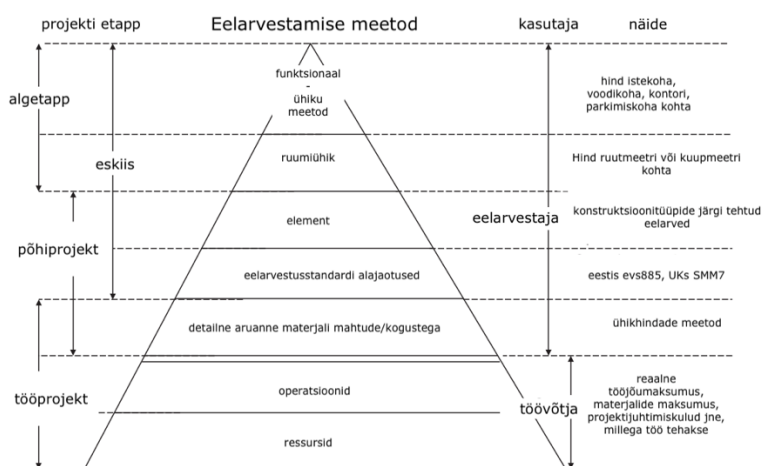 projekti etapp
Eelarvestamise meetod
kasutaja
näide
funktsionaal
-
ühiku
meetod
hind istekoha,
voodikoha, kontori,
parkimiskoha kohta
algetapp
ruumiühik
Hind ruutmeetri või kuupmeetri
kohta
eskiis
element
eelarvestaja
konstruktsioonitüüpide järgi tehtud
eelarved
põhiprojekt
eelarvestusstandardi alajaotused
eestis evs885, UKs SMM7
detailne aruanne materjali mahtude/kogustega
ühikhindade meetod
tööprojekt
operatsioonid
töövõtja
reaalne
tööjõumaksumus,
materjalide maksumus,
projektijuhtimiskulud jne,
millega töö tehakse
ressursid